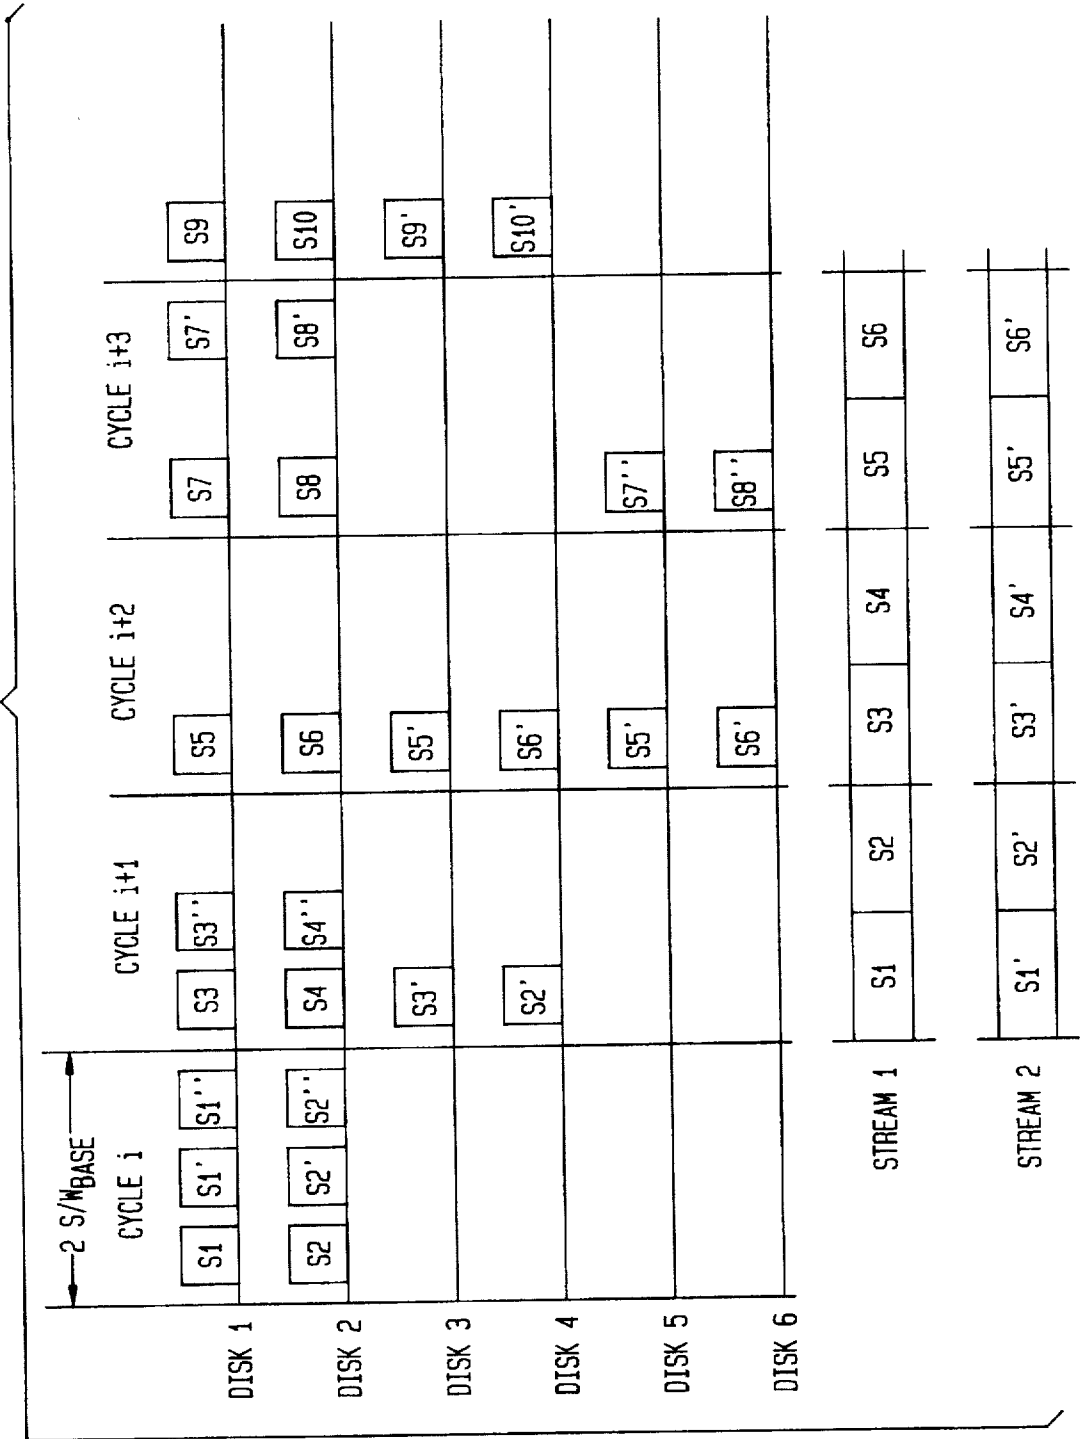 2 S/WBASE
CYCLE i CYCLE i+1 CYCLE i+2 CYCLE i+3
DISK 1 S1 S1' S1'' S3 S3'' S5 S7 S7' S9
DISK 2 S2 S2' S2'' S4 S4'' S6 S8 S8' S10
DISK 3 S3' S5' S9'
DISK 4 S2' S6' S10'
DISK 5 S5' S7''
DISK 6 S6' S8''
STREAM 1 S1 S2 S3 S4 S5 S6
STREAM 2 S1' S2' S3' S4' S5' S6'